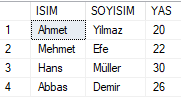 ISIM SOYISIM YAS
1 Ahmet Yilmaz 20
2 Mehmet Efe 22
3 Hans Müller 30
4 Abbas Demir 26